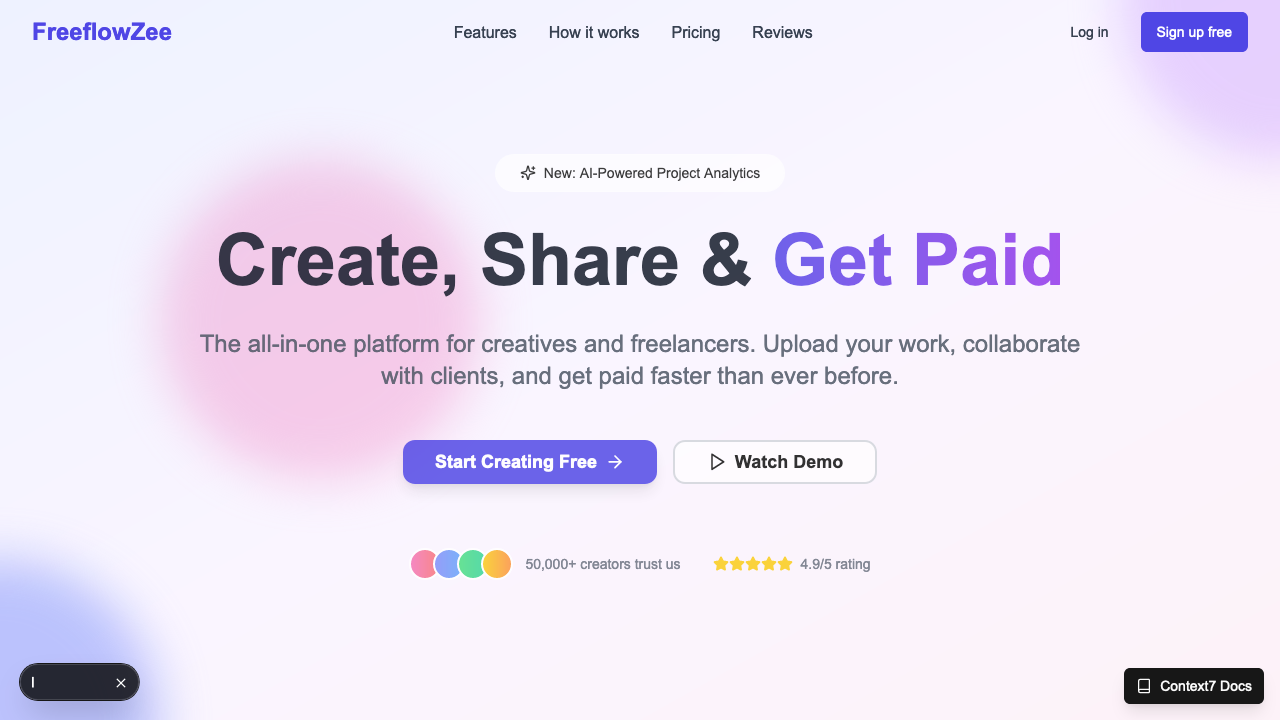 FreeflowZee
Features
How it works
Pricing
Reviews
Log in
Sign up free
New: AI-Powered Project Analytics
Create, Share & Get Paid
The all-in-one platform for creatives and freelancers. Upload your work, collaborate
with clients, and get paid faster than ever before.
Start Creating Free
Watch Demo
50,000+ creators trust us
4.9/5 rating
Context7 Docs